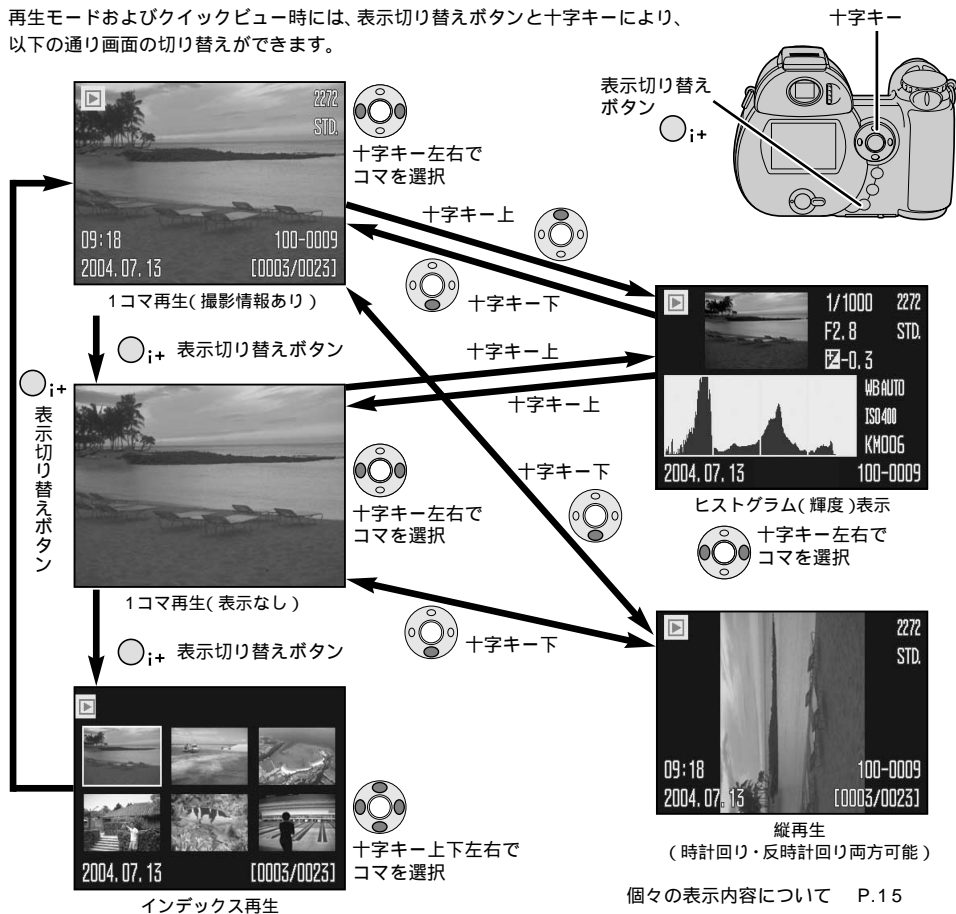 再生モードおよびクイックビュー時には、表示切り替えボタンと十字キーにより、
以下の通り画面の切り替えができます。
十字キー
表示切り替え
ボタン
i+
2272
STD.
09:18
100-0009
2004.07.13
[0003/0023]
1コマ再生(撮影情報あり)
十字キー左右で
コマを選択
十字キー上
十字キー下
i+ 表示切り替えボタン
i+
表示切り替えボタン
十字キー上
十字キー上
1/1000 2272
F2.8 STD.
-0.3
WBAUTO
ISO400
KM006
2004.07.13 100-0009
ヒストグラム(輝度)表示
十字キー左右で
コマを選択
十字キー左右で
コマを選択
十字キー下
1コマ再生(表示なし)
十字キー下
i+ 表示切り替えボタン
2272
STD.
09:18 100-0009
2004.07.13 [0003/0023]
縦再生
(時計回り・反時計回り両方可能)
2004.07.13 [0003/0023]
十字キー上下左右で
コマを選択
インデックス再生
個々の表示内容について P.15